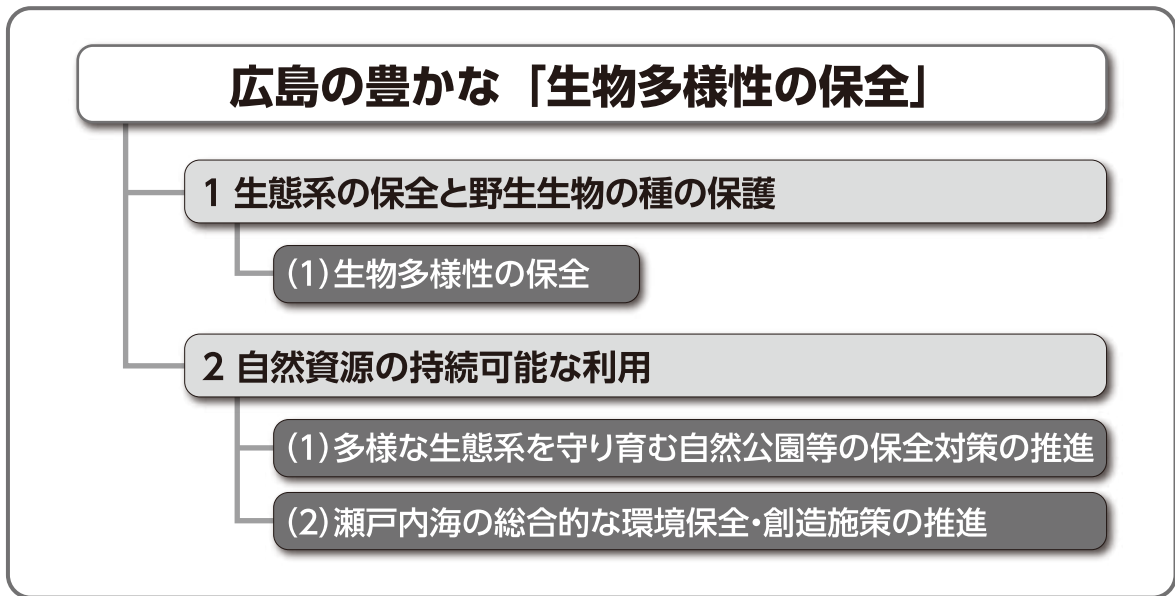 広島の豊かな「生物多様性の保全」
1 生態系の保全と野生生物の種の保護
(1)生物多様性の保全
2 自然資源の持続可能な利用
(1)多様な生態系を守り育む自然公園等の保全対策の推進
(2)瀬戸内海の総合的な環境保全・創造施策の推進